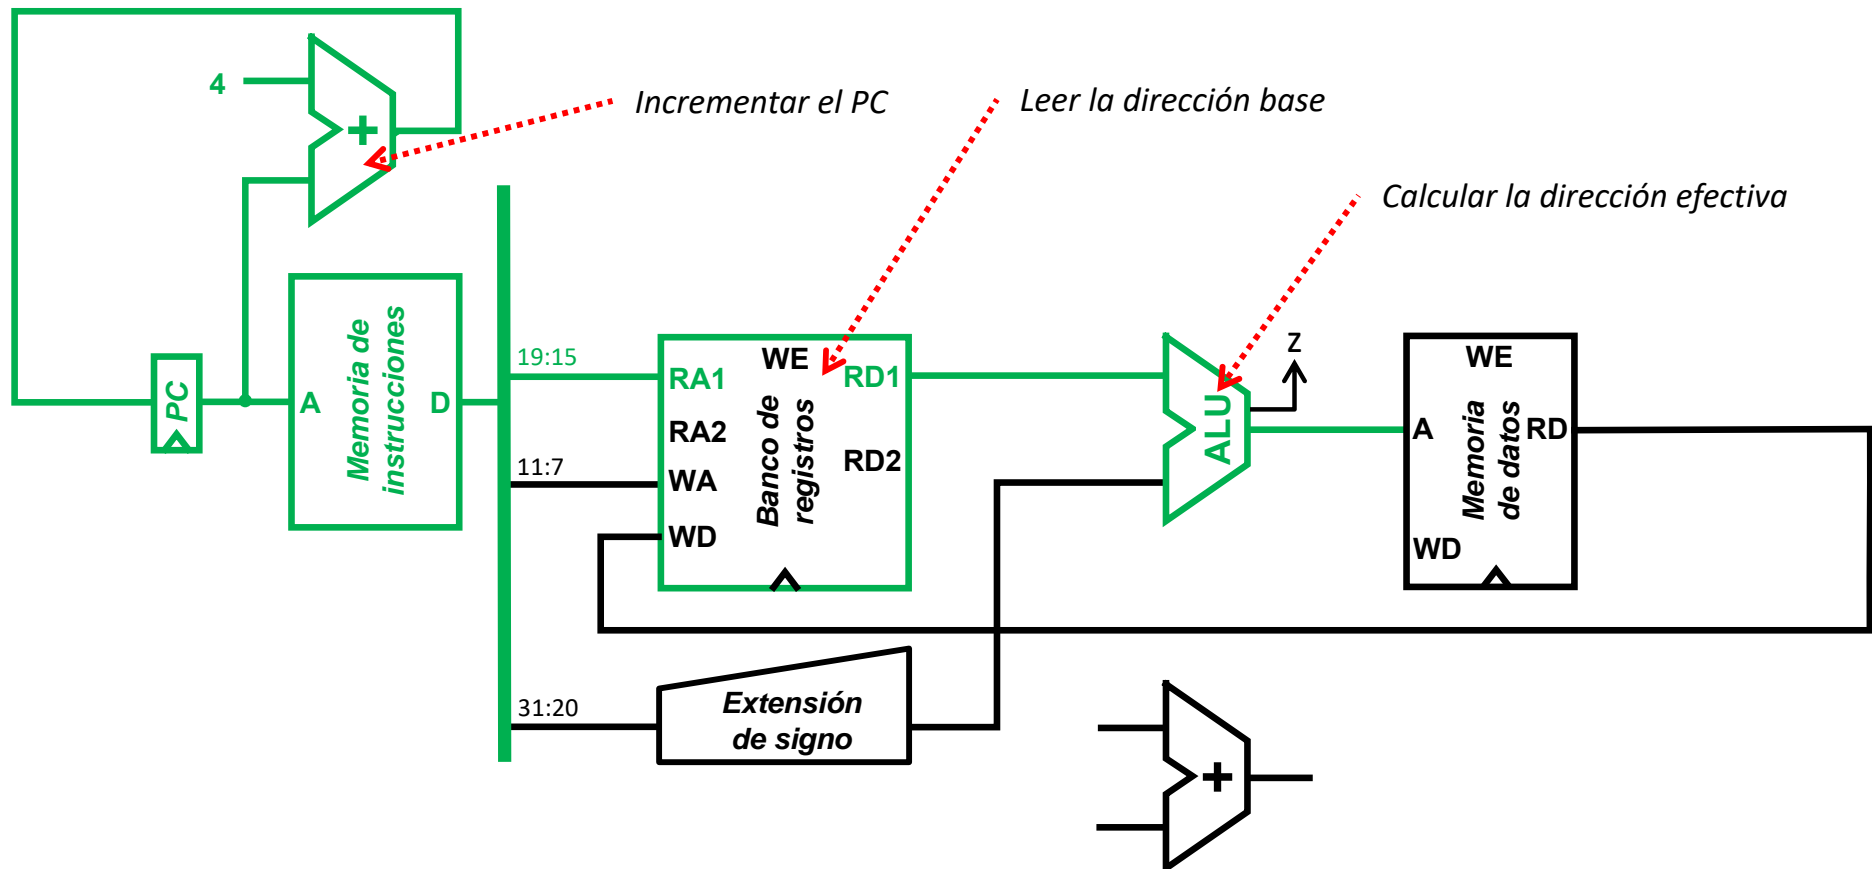 Incrementar el PC
Leer la dirección base
4
+
Calcular la dirección efectiva
PC
A
Memoria de
instrucciones
D
19:15
11:7
31:20
RA1
RA2
WA
WD
WE
Banco de
registros
RD1
RD2
ALU
Z
A
WD
WE
Memoria
de datos
RD
Extensión
de signo
+